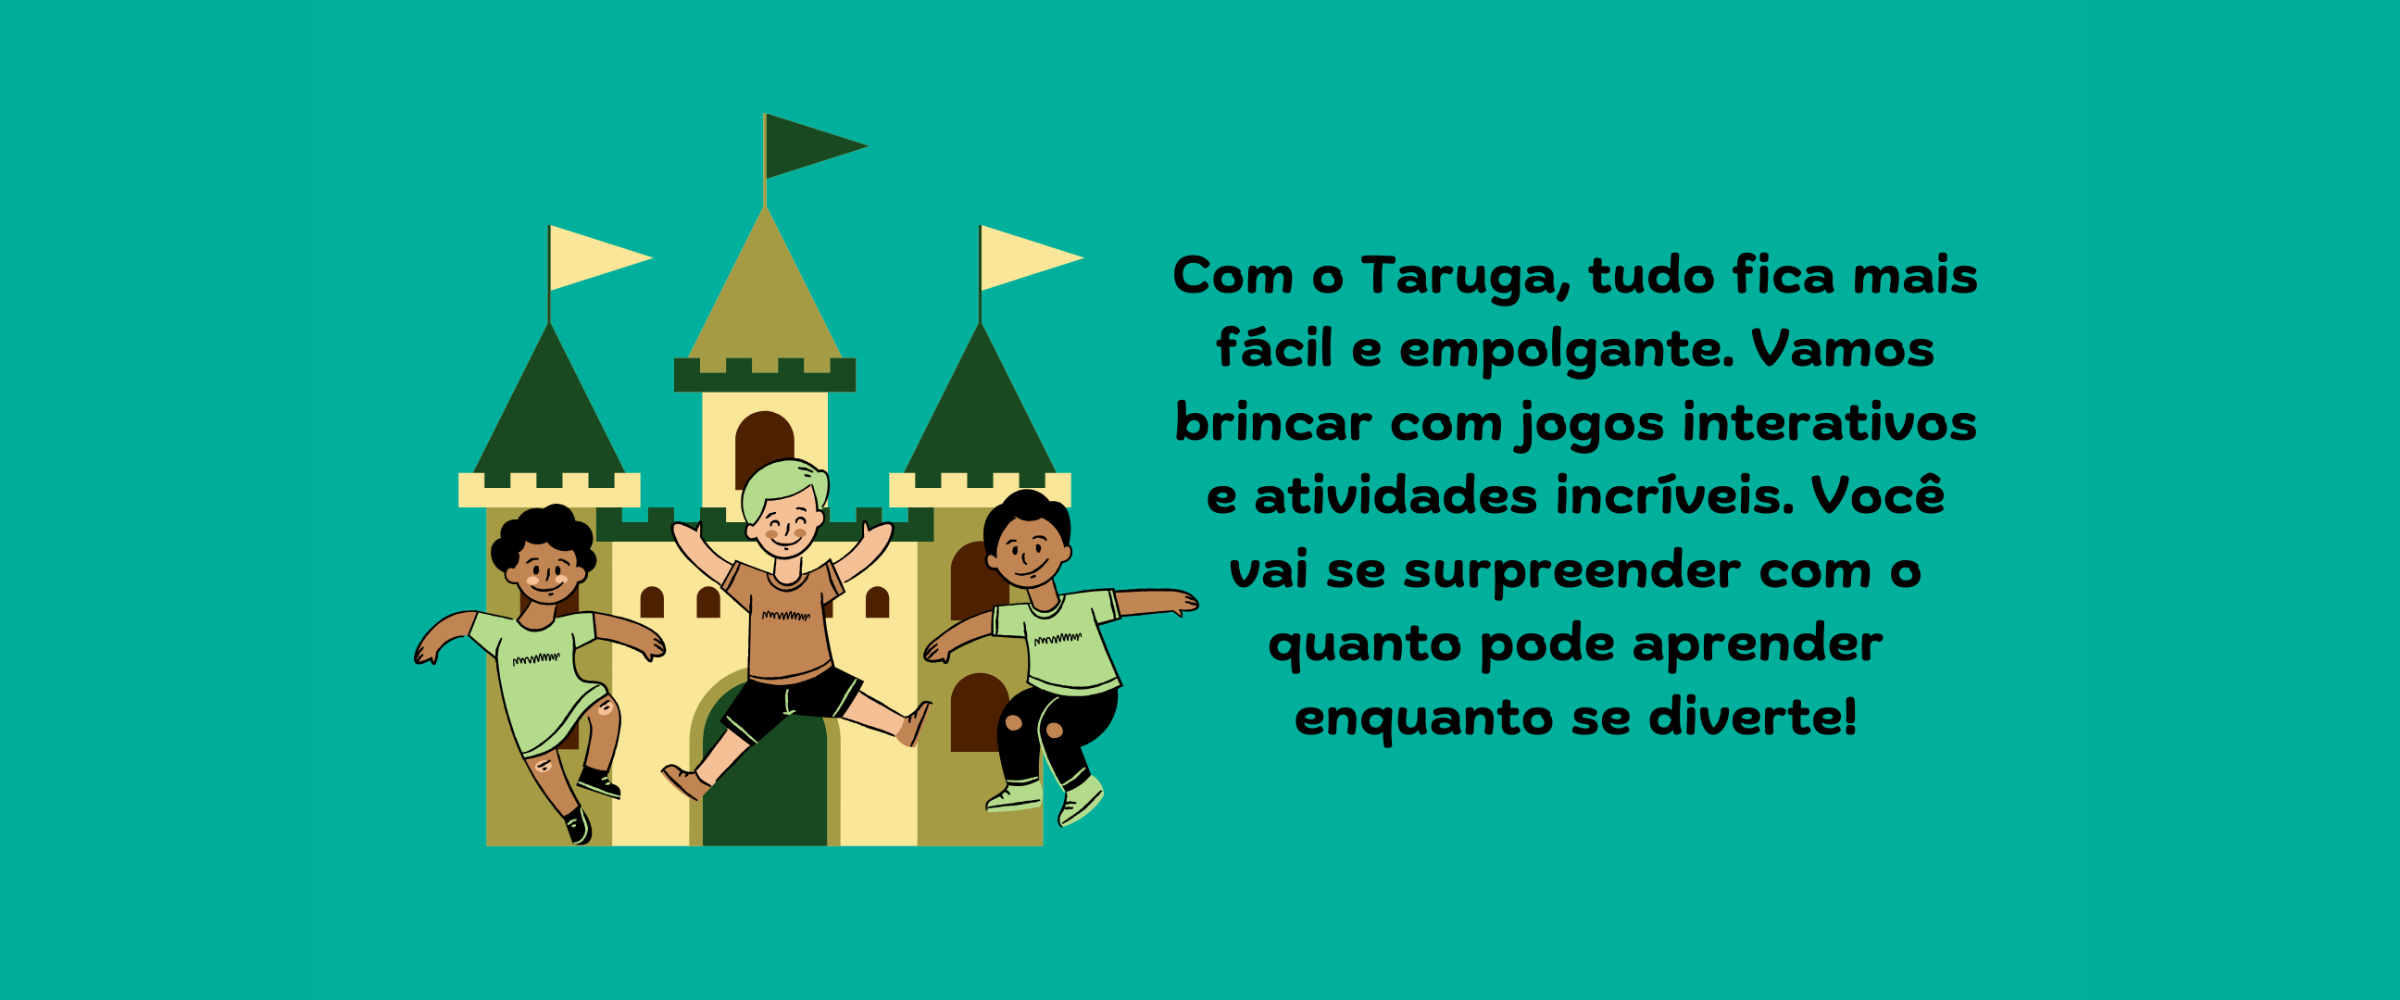 Com o Taruga, tudo fica mais
fácil e empolgante. Vamos
brincar com jogos interativos
e atividades incríveis. Você
vai se surpreender com o
quanto pode aprender
enquanto se diverte!